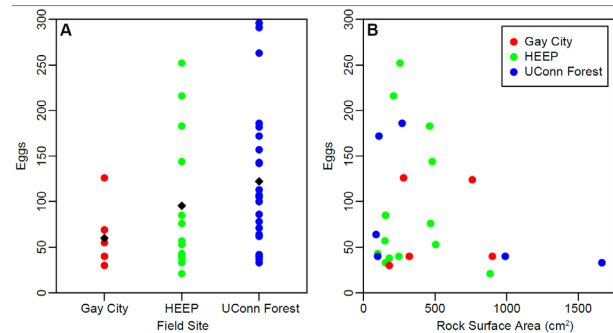 A
Eggs
300
250
200
150
100
50
0
Gay City HEEP UConn Forest
Field Site
B
Gay City
HEEP
UConn Forest
Eggs
300
250
200
150
100
50
0
0 500 1000 1500
Rock Surface Area (cm²)